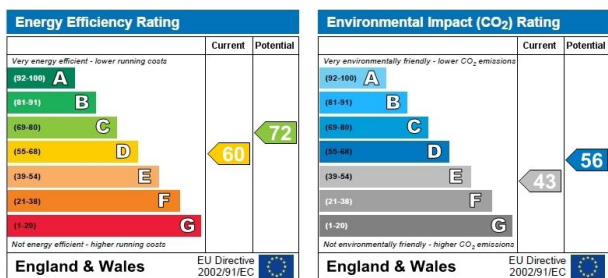 Energy Efficiency Rating
Current Potential
Very energy efficient - lower running costs
(92-100) A
(81-91) B
(69-80) C
(55-68) D
(39-54) E
(21-38) F
(1-20) G
60
72
Not energy efficient - higher running costs
England & Wales
EU Directive
2002/91/EC
Environmental Impact (CO₂) Rating
Current Potential
Very environmentally friendly - lower CO₂ emissions
(92-100) A
(81-91) B
(69-80) C
(55-68) D
(39-54) E
(21-38) F
(1-20) G
43
56
Not environmentally friendly - higher CO₂ emissions
England & Wales
EU Directive
2002/91/EC